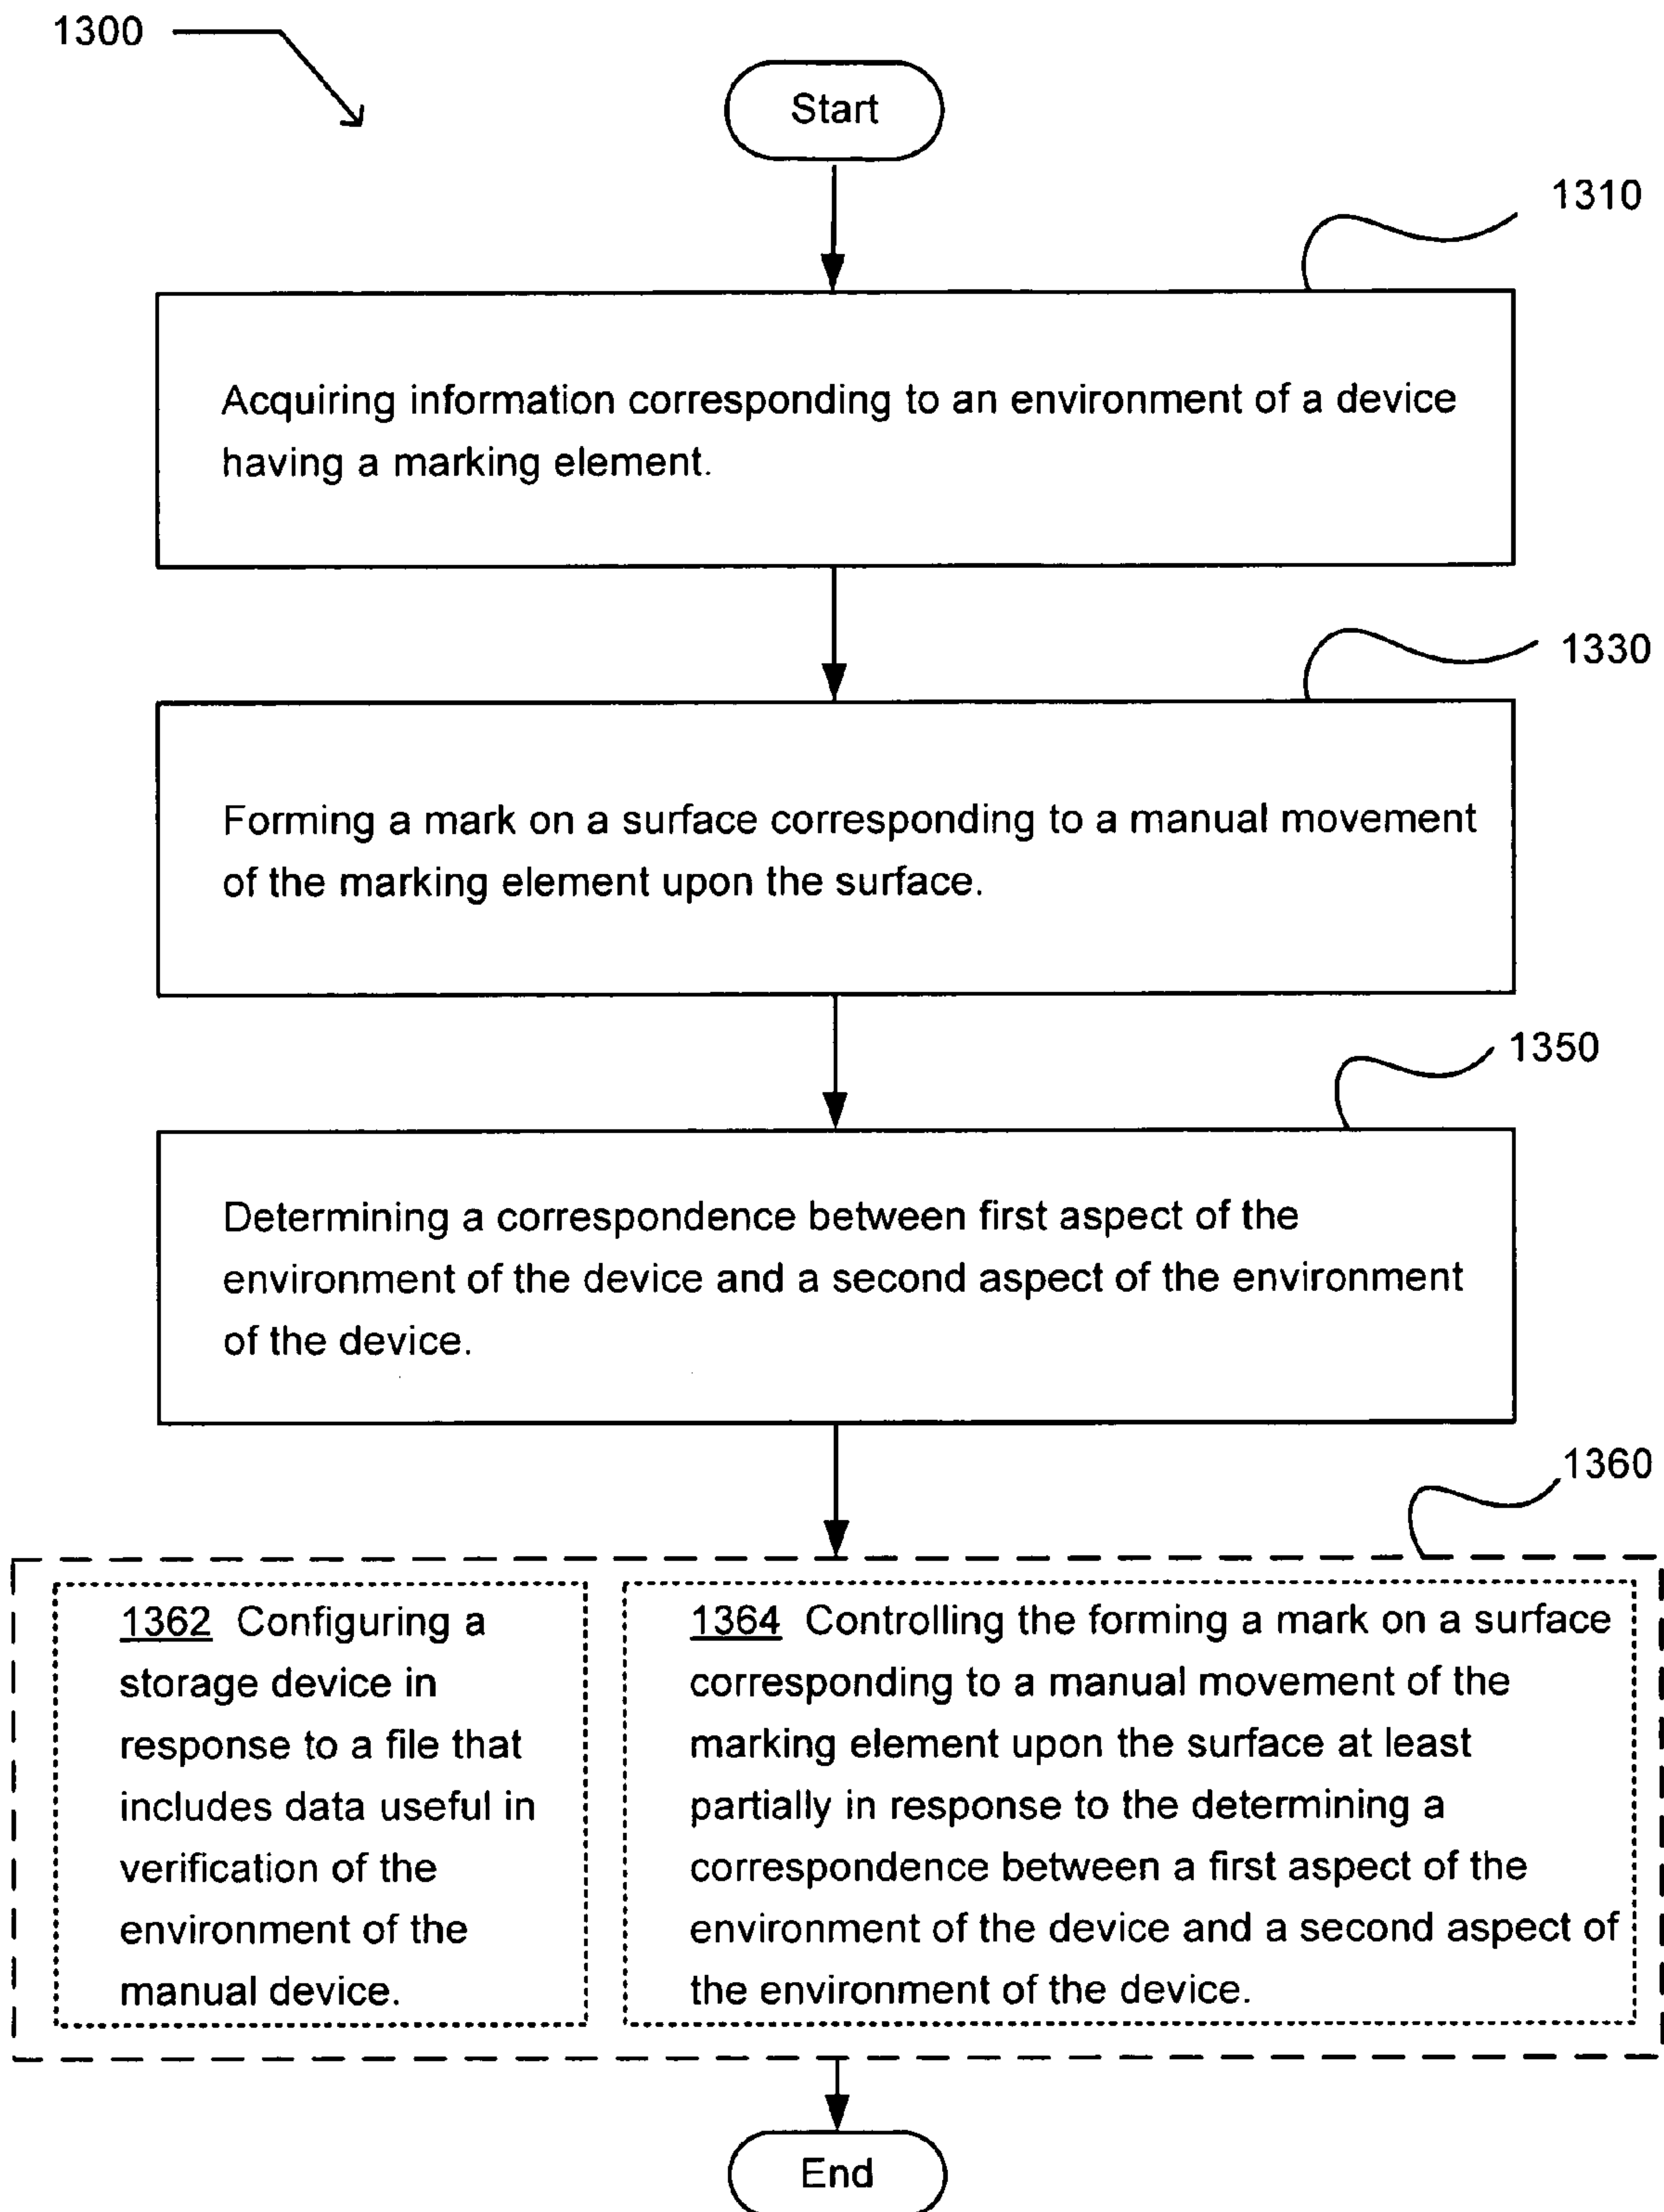 1300
Start
1310
Acquiring information corresponding to an environment of a device
having a marking element.
1330
Forming a mark on a surface corresponding to a manual movement
of the marking element upon the surface.
1350
Determining a correspondence between first aspect of the
environment of the device and a second aspect of the environment
of the device.
1360
1362 Configuring a
storage device in
response to a file that
includes data useful in
verification of the
environment of the
manual device.
1364 Controlling the forming a mark on a surface
corresponding to a manual movement of the
marking element upon the surface at least
partially in response to the determining a
correspondence between a first aspect of the
environment of the device and a second aspect of
the environment of the device.
End